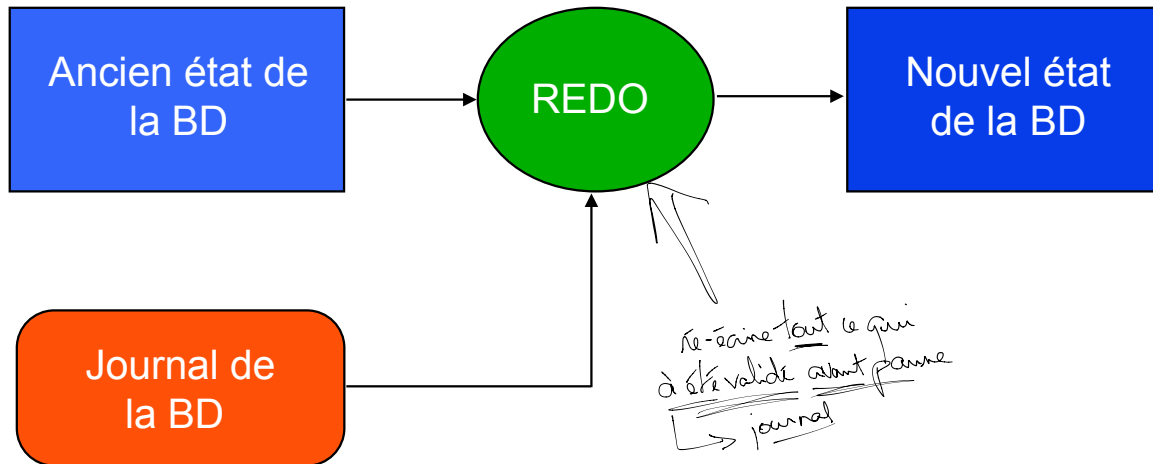 Ancien état de
la BD
REDO
Nouvel état
de la BD
Journal de
la BD
re-écrire tout ce qui
à été validé avant panne
journal